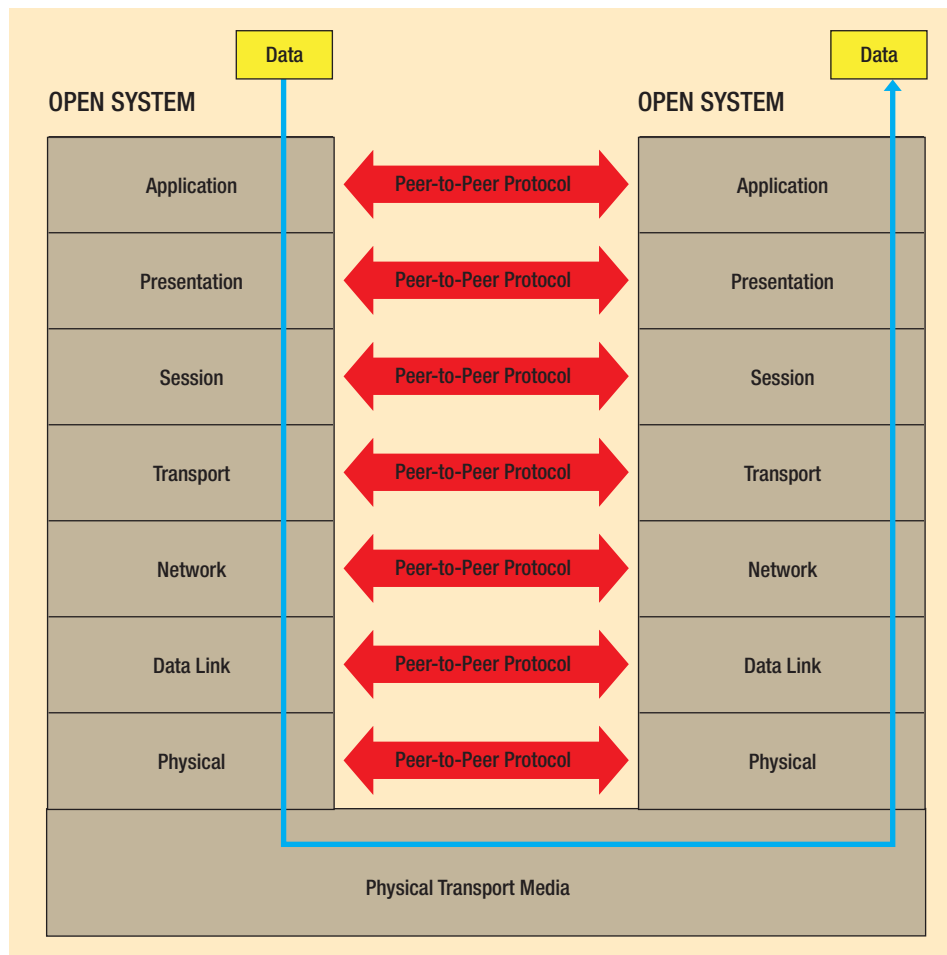 Data Data
OPEN SYSTEM OPEN SYSTEM
Application Peer-to-Peer Protocol Application
Presentation Peer-to-Peer Protocol Presentation
Session Peer-to-Peer Protocol Session
Transport Peer-to-Peer Protocol Transport
Network Peer-to-Peer Protocol Network
Data Link Peer-to-Peer Protocol Data Link
Physical Peer-to-Peer Protocol Physical
Physical Transport Media